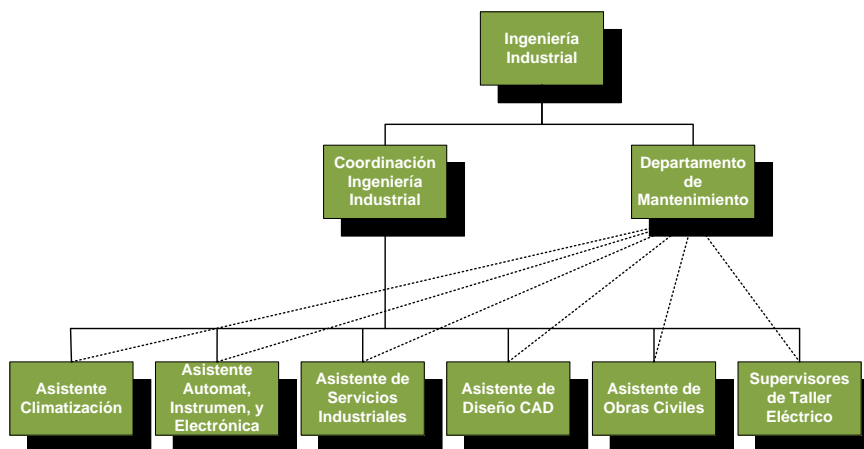 Ingeniería
Industrial
Coordinación
Ingeniería
Industrial
Departamento
de
Mantenimiento
Asistente
Climatización
Asistente
Automat,
Instrumen, y
Electrónica
Asistente de
Servicios
Industriales
Asistente de
Diseño CAD
Asistente de
Obras Civiles
Supervisores
de Taller
Eléctrico